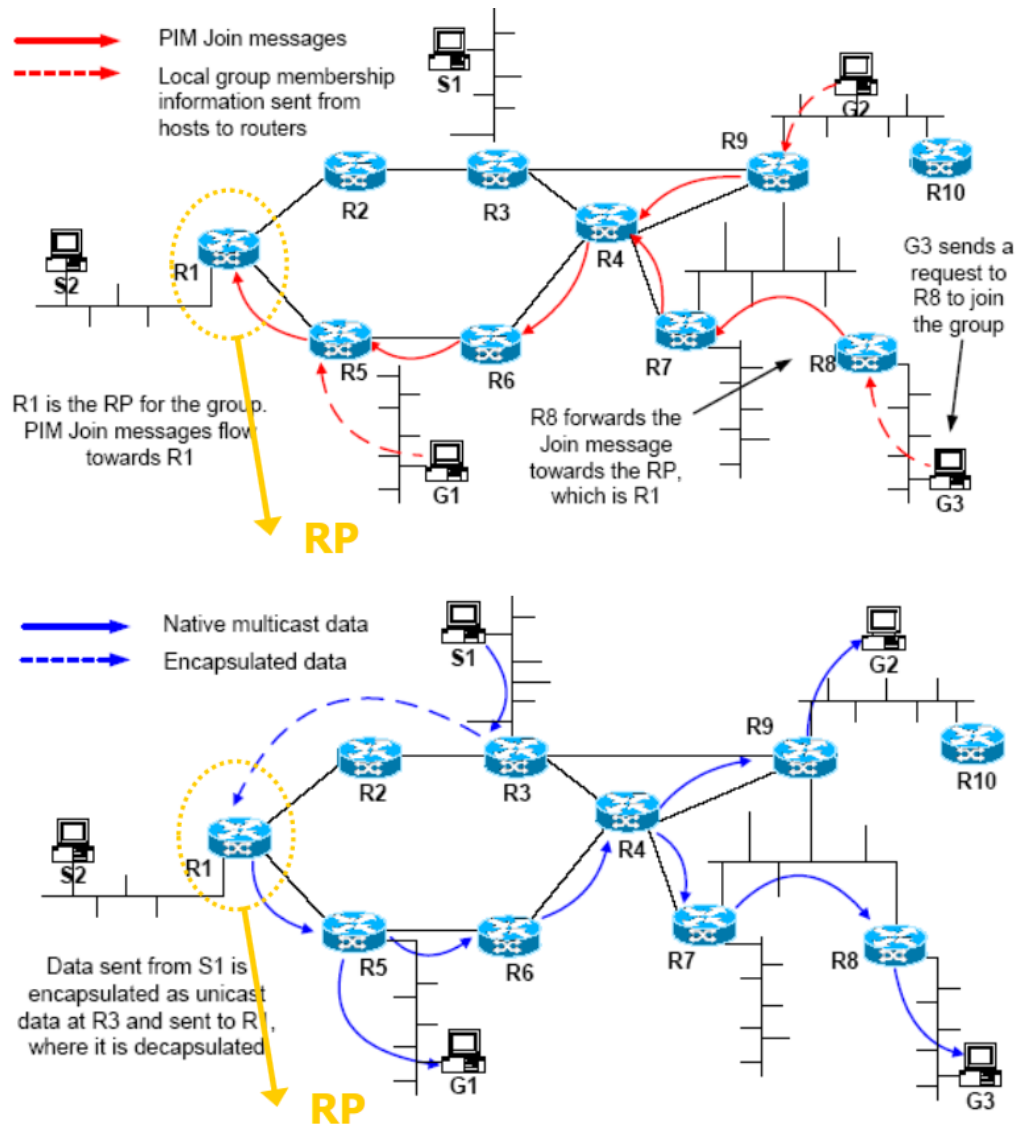 PIM Join messages
Local group membership
information sent from
hosts to routers
S1
G2
R9
R10
R2
R3
R4
S2
R1
G3 sends a
request to
R8 to join
the group
R5
R6
R7
R8
R1 is the RP for the group.
PIM Join messages flow
towards R1
G1
R8 forwards the
Join message
towards the RP,
which is R1
G3
RP
Native multicast data
Encapsulated data
S1
G2
R9
R10
R2
R3
R4
S2
R1
R5
R6
R7
R8
Data sent from S1 is
encapsulated as unicast
data at R3 and sent to R1,
where it is decapsulated
G1
G3
RP